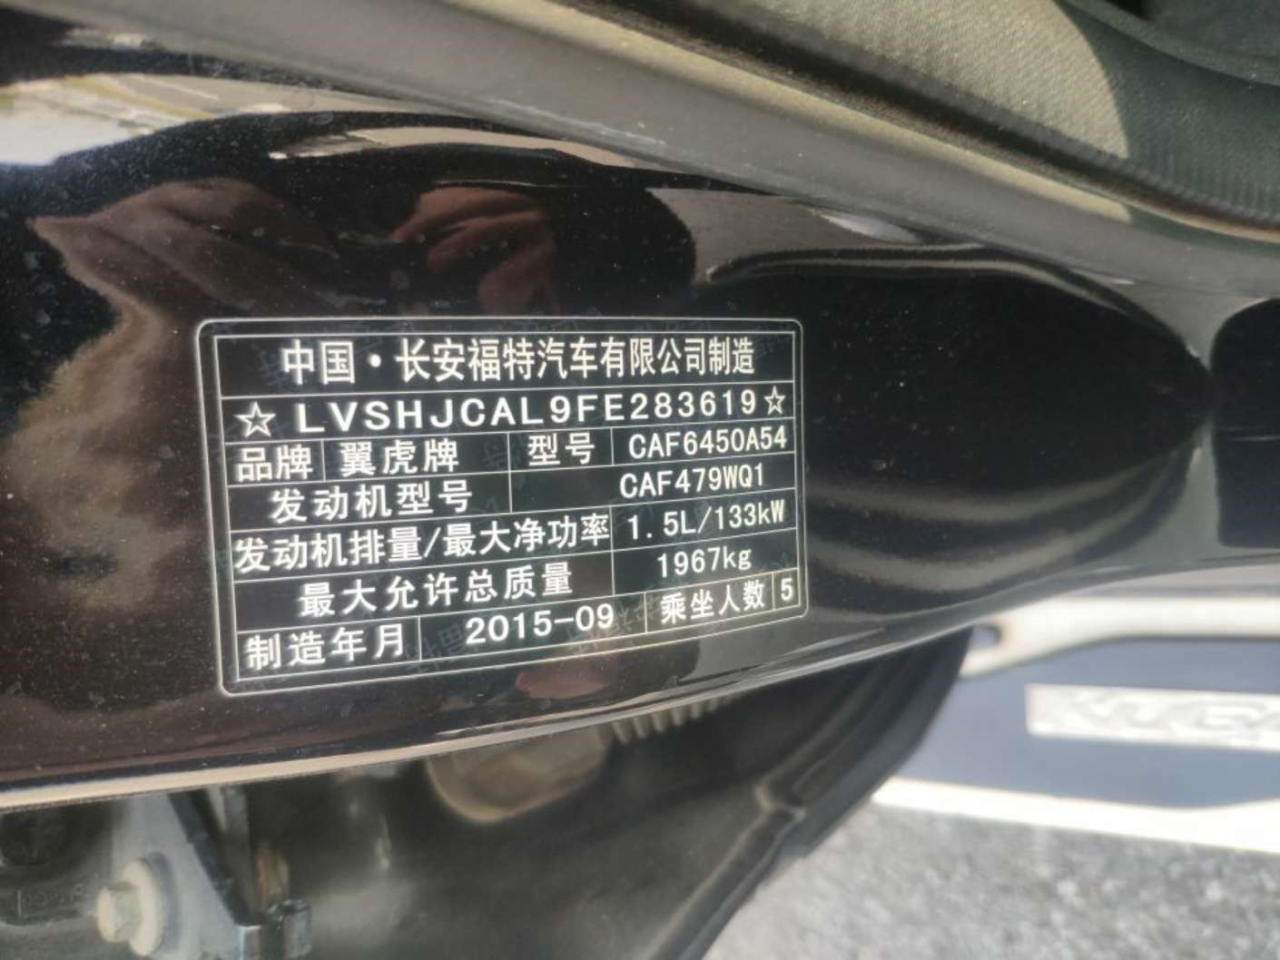 中国·长安福特汽车有限公司制造
☆LVSHJCAL9FE283619☆
品牌 翼虎牌 型号 CAF6450A54
发动机型号 CAF479WQ1
发动机排量/最大净功率 1.5L/133kW
最大允许总质量 1967kg
制造年月 2015-09 乘坐人数 5